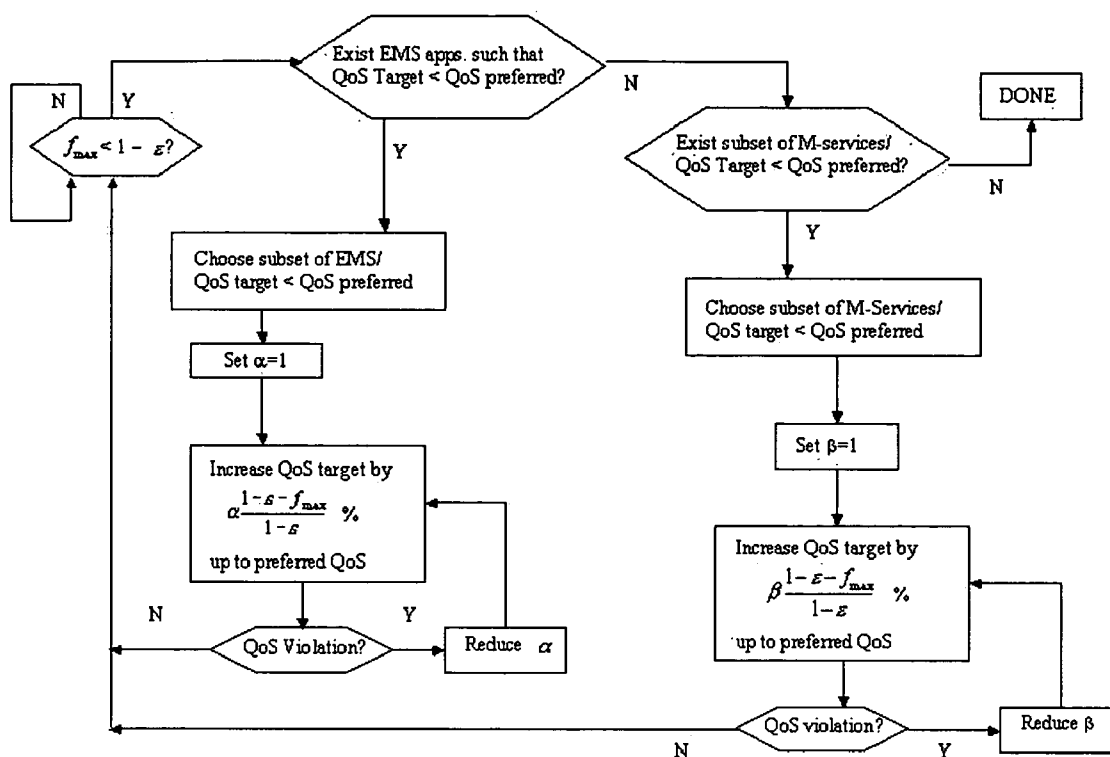 Exist EMS apps. such that
QoS Target < QoS preferred?
N
Y
N
DONE
f_max < 1 - ε?
Exist subset of M-services/
QoS Target < QoS preferred?
Y
N
Y
Choose subset of EMS/
QoS target < QoS preferred
Choose subset of M-Services/
QoS target < QoS preferred
Set α=1
Set β=1
Increase QoS target by
α (1-ε-f_max)/(1-ε) %
up to preferred QoS
Increase QoS target by
β (1-ε-f_max)/(1-ε) %
up to preferred QoS
N
Y
QoS Violation?
Reduce α
QoS violation?
Reduce β
N
Y